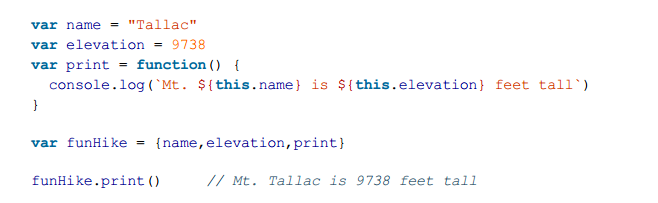 var name = "Tallac"
var elevation = 9738
var print = function() {
  console.log(`Mt. ${this.name} is ${this.elevation} feet tall`)
}
var funHike = {name,elevation,print}
funHike.print()     // Mt. Tallac is 9738 feet tall